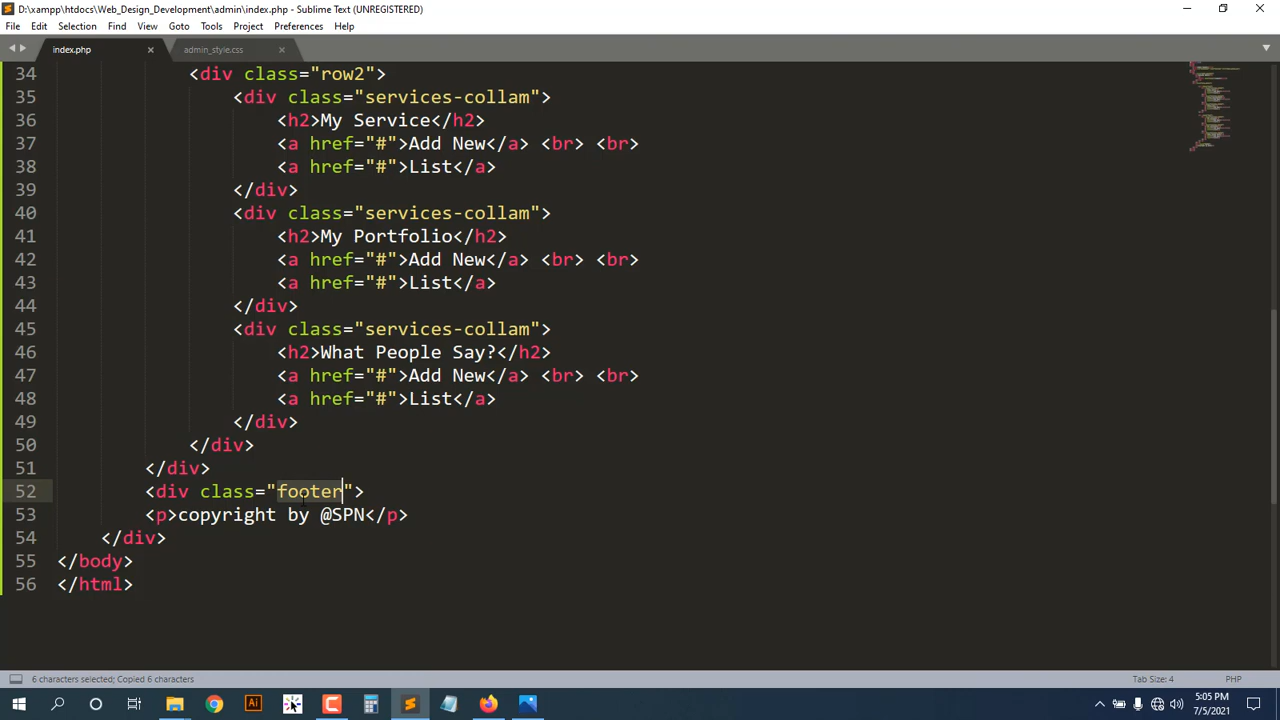 D:\xampp\htdocs\Web_Design_Development\admin\index.php - Sublime Text (UNREGISTERED)
File Edit Selection Find View Goto Tools Project Preferences Help
index.php admin_style.css
34 <div class="row2">
35 <div class="services-collam">
36 <h2>My Service</h2>
37 <a href="#">Add New</a> <br> <br>
38 <a href="#">List</a>
39 </div>
40 <div class="services-collam">
41 <h2>My Portfolio</h2>
42 <a href="#">Add New</a> <br> <br>
43 <a href="#">List</a>
44 </div>
45 <div class="services-collam">
46 <h2>What People Say?</h2>
47 <a href="#">Add New</a> <br> <br>
48 <a href="#">List</a>
49 </div>
50 </div>
51 </div>
52 <div class="footer">
53 <p>copyright by @SPN</p>
54 </div>
55 </body>
56 </html>
6 characters selected; Copied 6 characters Tab Size: 4 PHP
Ai 5:05 PM
7/5/2021